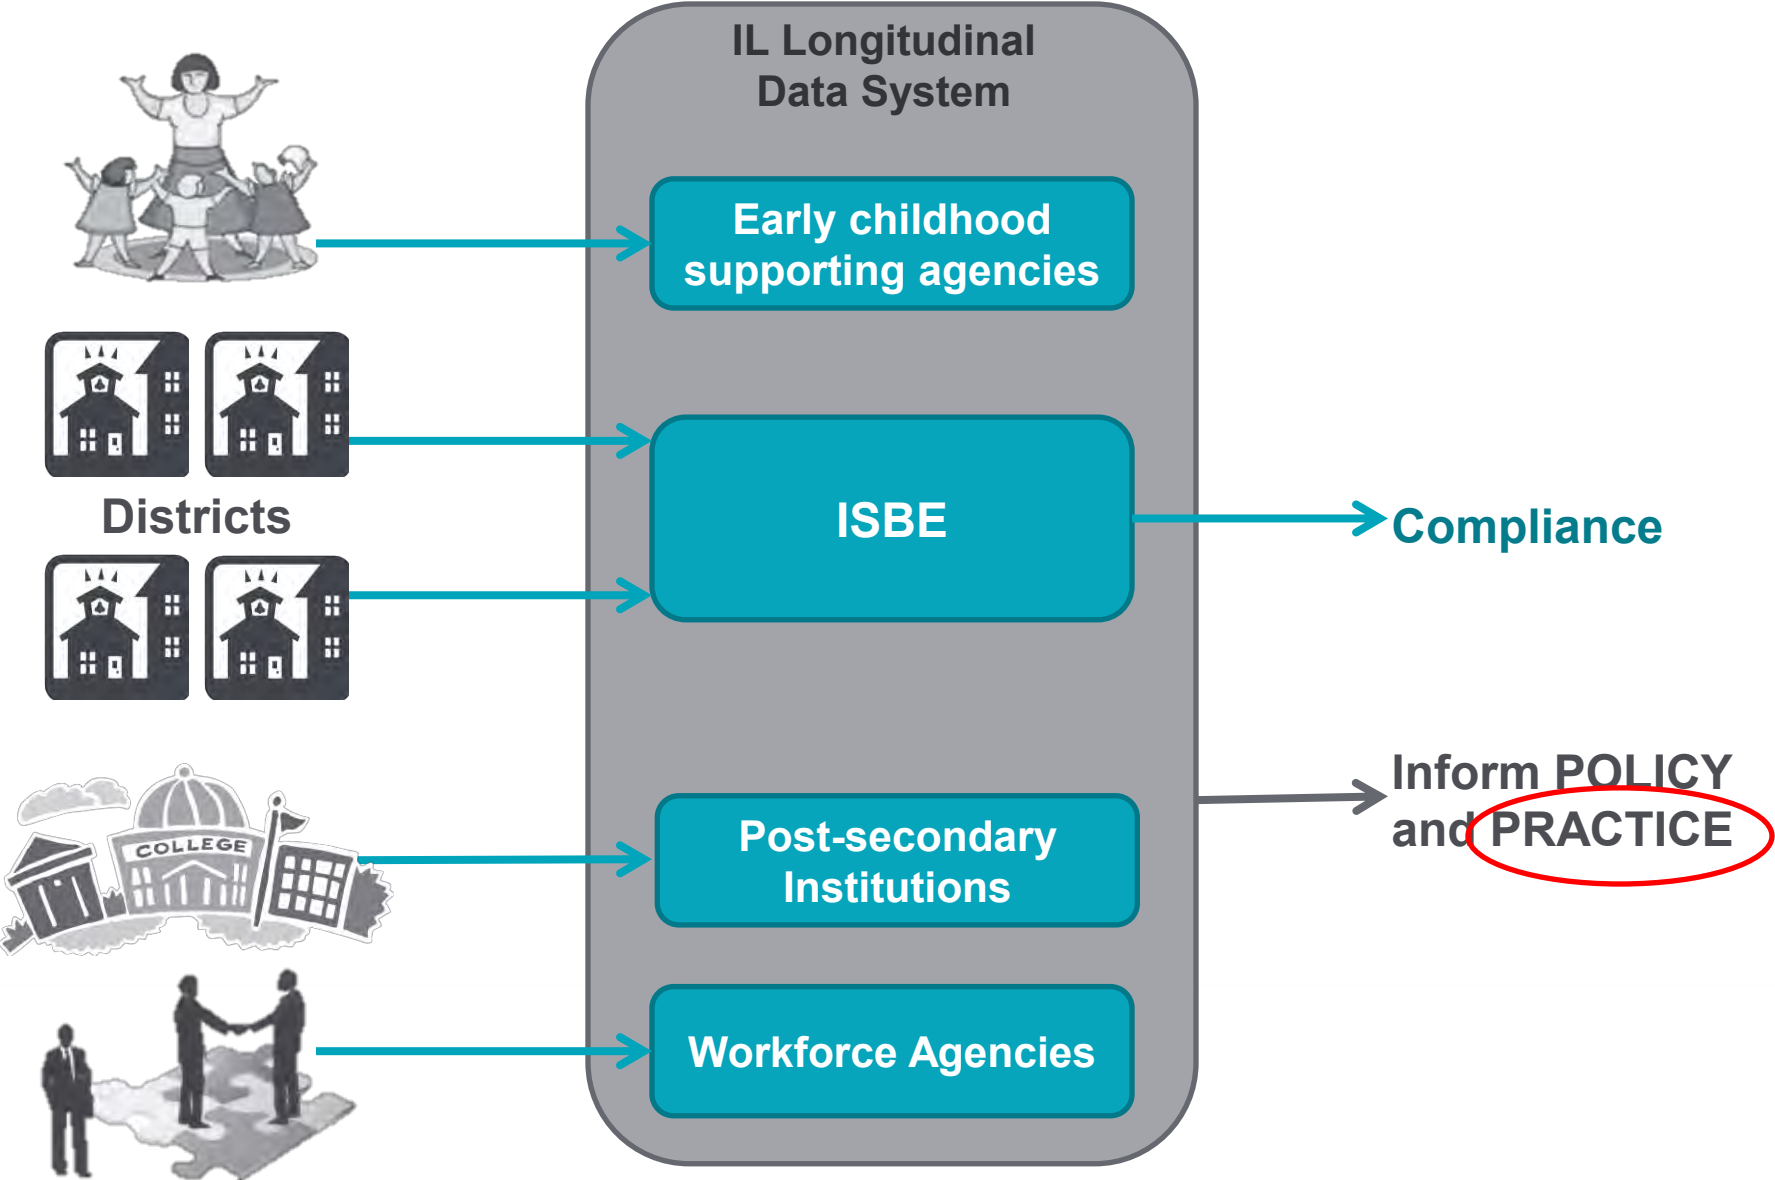 IL Longitudinal
Data System
Early childhood
supporting agencies
Districts
ISBE
Compliance
Inform POLICY
and PRACTICE
COLLEGE
Post-secondary
Institutions
Workforce Agencies